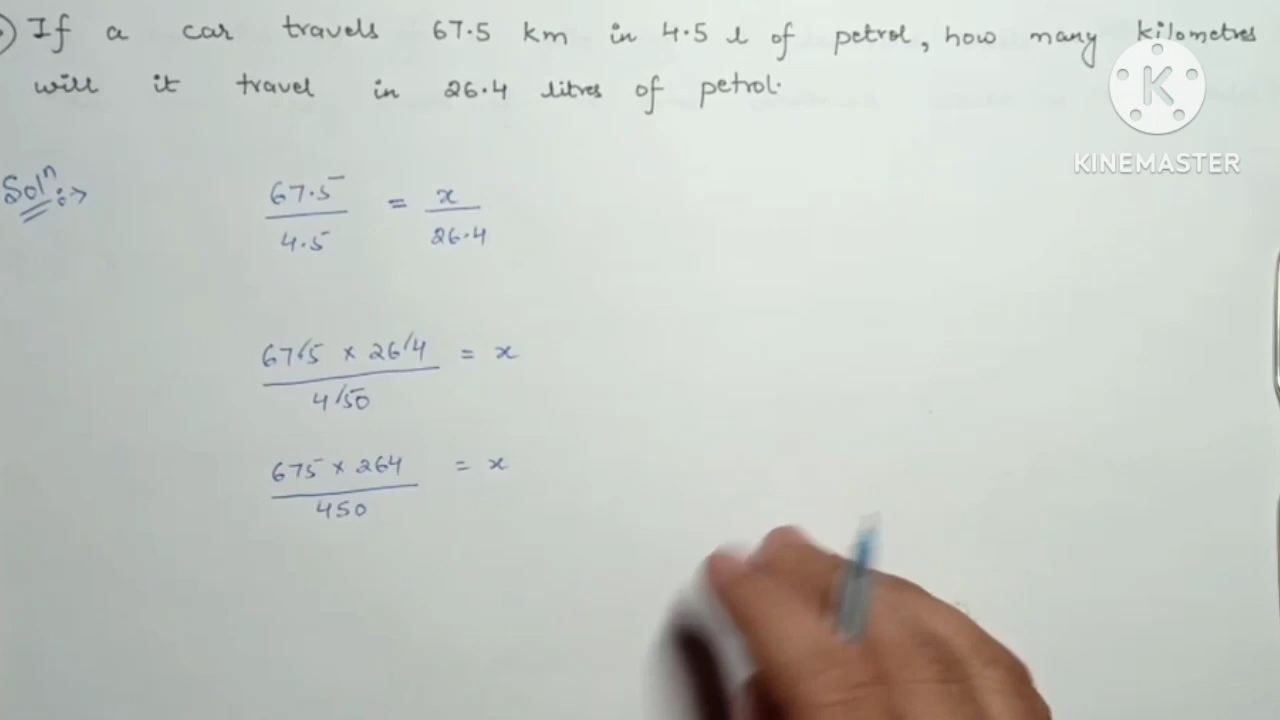 If a car travels 67.5 km in 4.5 l of petrol, how many kilometres
will it travel in 26.4 litres of petrol.
K
KINEMASTER
Solⁿ:→
67.5 / 4.5 = x / 26.4
67.5 × 26.4 / 4.50 = x
675 × 264 / 450 = x